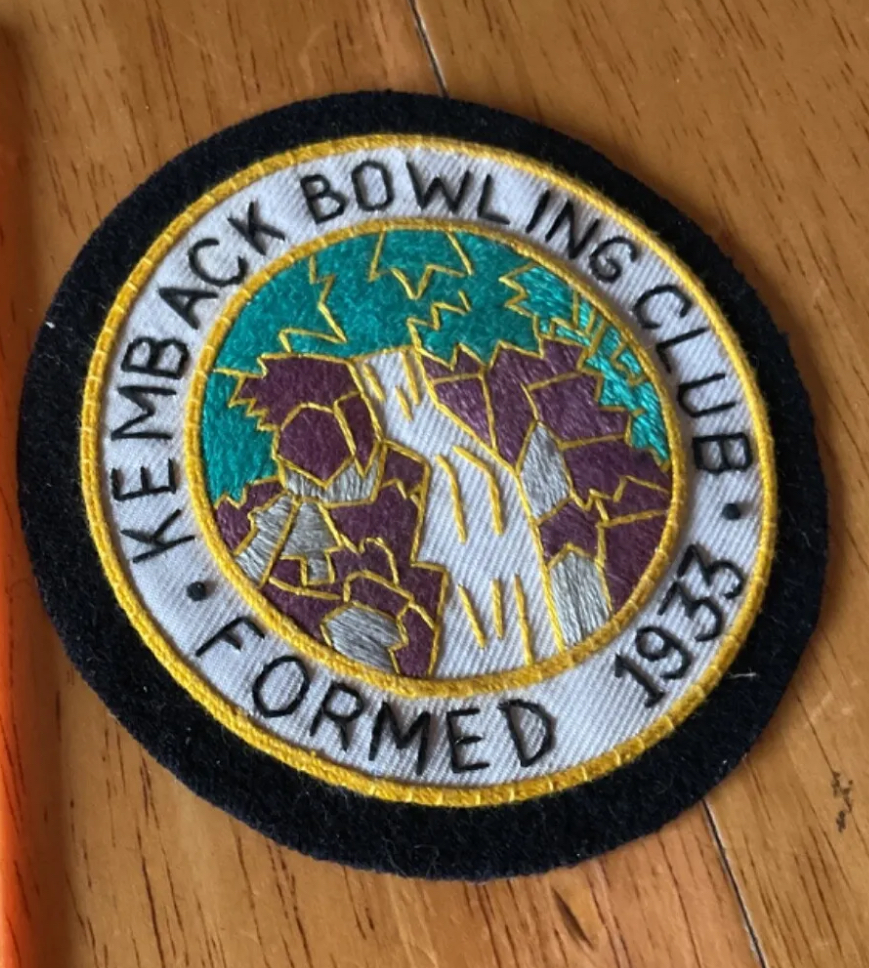 KEMBACK BOWLING CLUB
• FORMED 1933 •